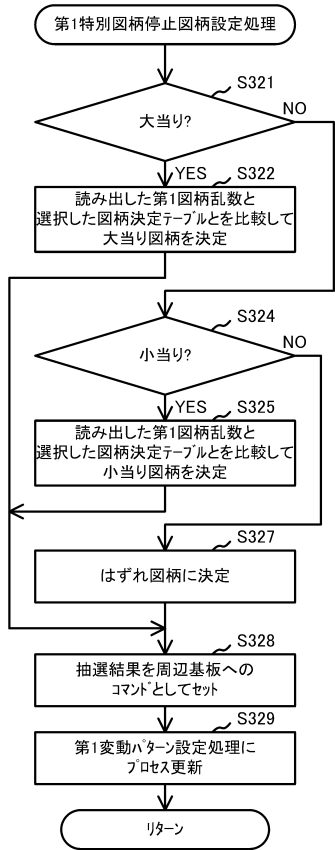 第1特別図柄停止図柄設定処理
S321
大当り?
NO
YES
S322
読み出した第1図柄乱数と
選択した図柄決定テーブルとを比較して
大当り図柄を決定
S324
小当り?
NO
YES
S325
読み出した第1図柄乱数と
選択した図柄決定テーブルとを比較して
小当り図柄を決定
S327
はずれ図柄に決定
S328
抽選結果を周辺基板への
コマンドとしてセット
S329
第1変動パターン設定処理に
プロセス更新
リターン